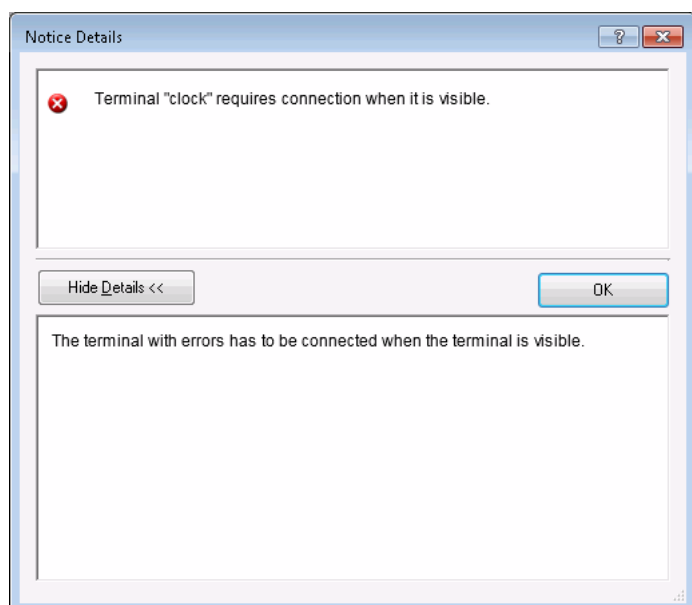 Notice Details
Terminal "clock" requires connection when it is visible.
Hide Details <<
OK
The terminal with errors has to be connected when the terminal is visible.